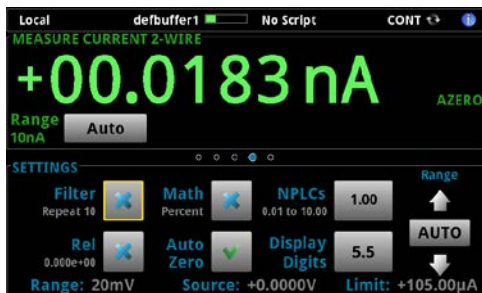 Local defbuffer1 No Script CONT
MEASURE CURRENT 2-WIRE
+00.0183 nA
AZERO
Range Auto
10nA
SETTINGS
Range
Filter Math NPLCs 1.00
Repeat 10 Percent 0.01 to 10.00
AUTO
Rel Auto Display 5.5
0.000e+00 Zero Digits
Range: 20mV Source: +0.0000V Limit: +105.00µA